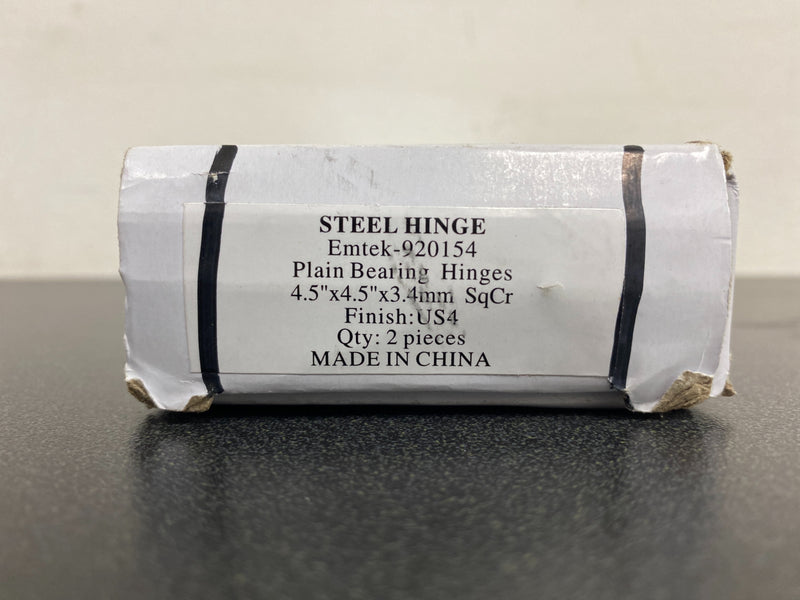 STEEL HINGE
Emtek-920154
Plain Bearing Hinges
4.5"x4.5"x3.4mm SqCr
Finish:US4
Qty: 2 pieces
MADE IN CHINA